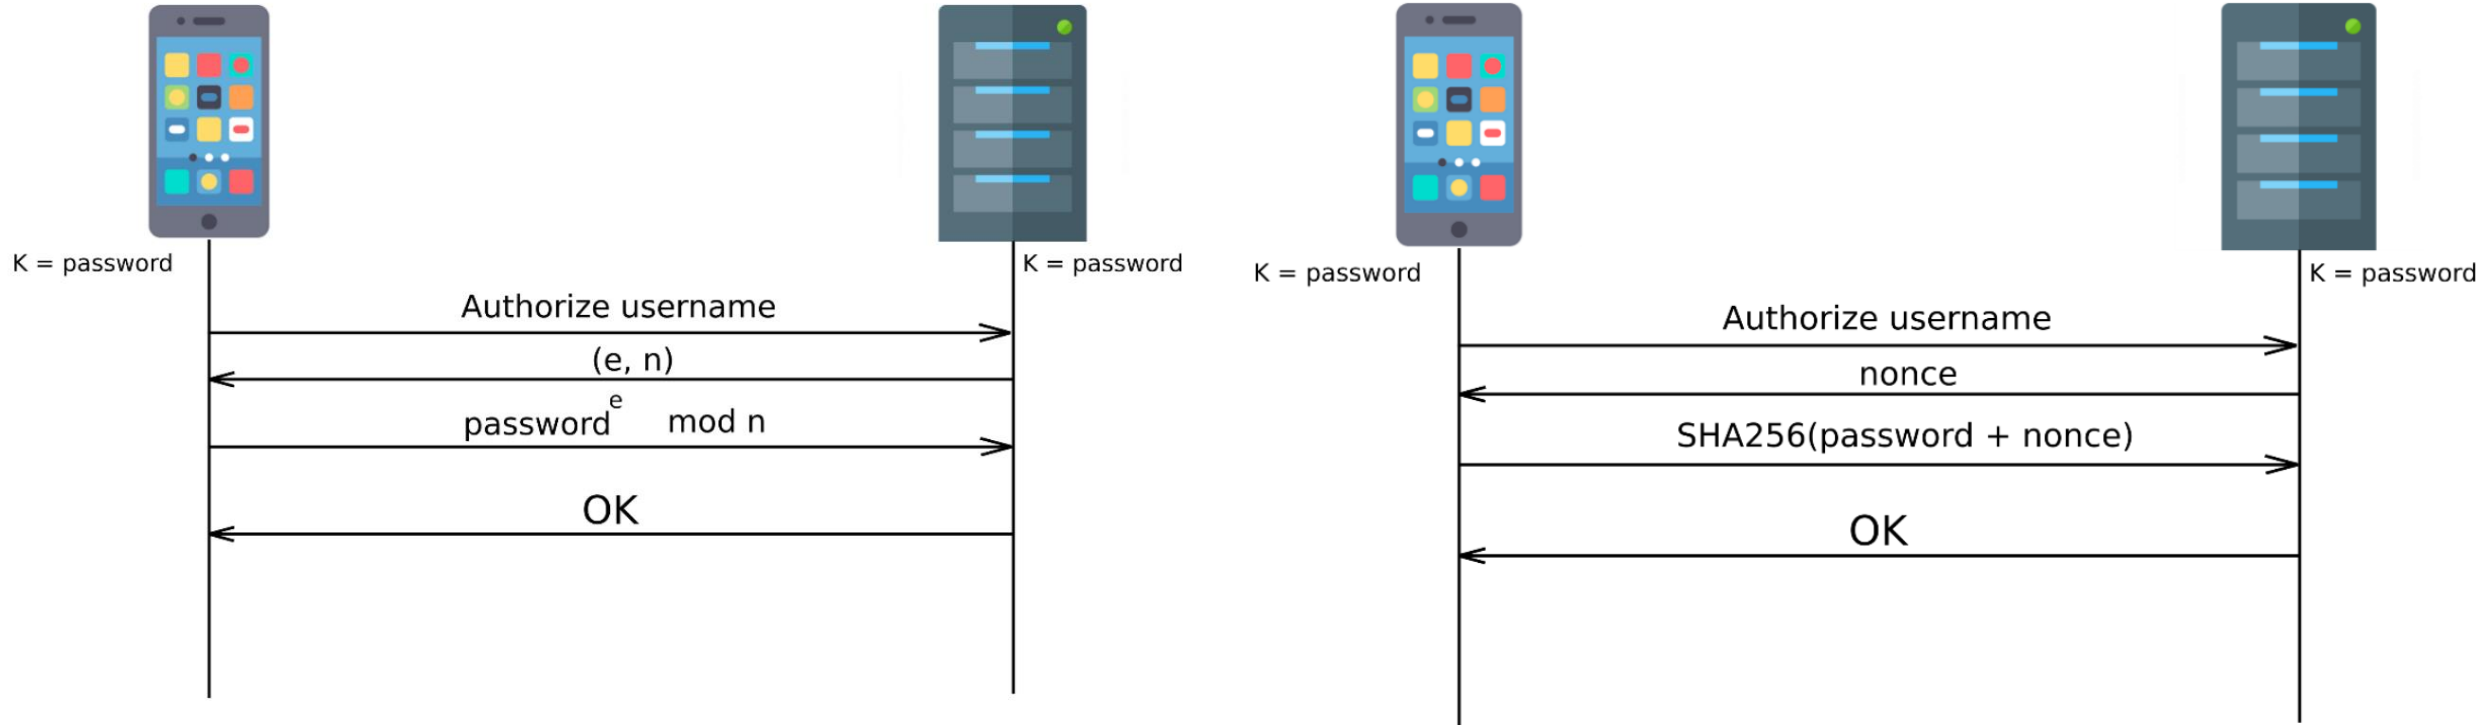 K = password
K = password
Authorize username
(e, n)
password^e mod n
OK
K = password
K = password
Authorize username
nonce
SHA256(password + nonce)
OK